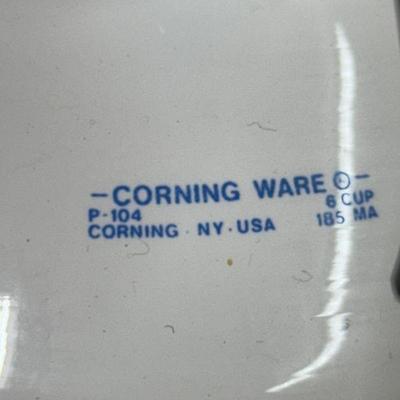 -CORNING WARE®-
P-104 6 CUP
CORNING · NY · USA 185 MA